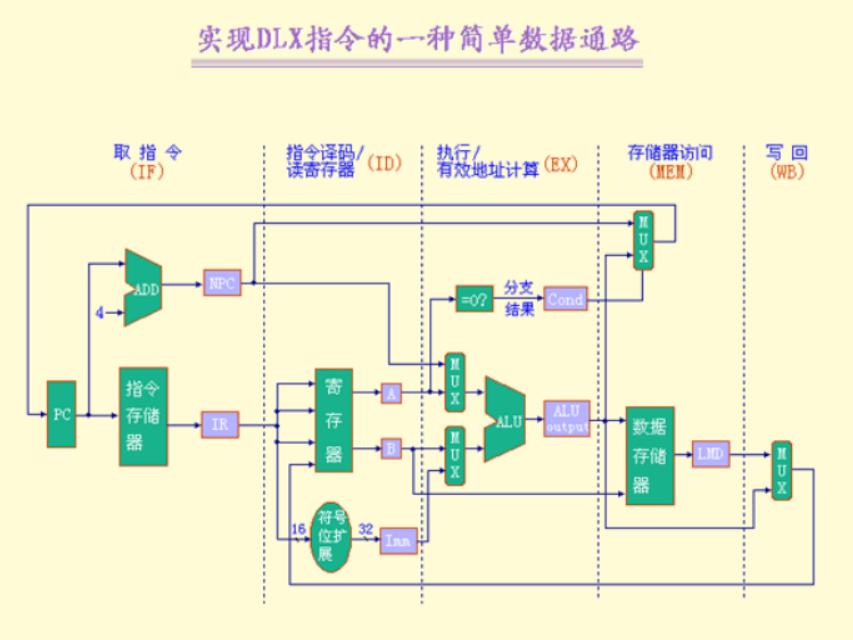 实现DLX指令的一种简单数据通路
取 指 令
(IF)
指令译码/
读寄存器
(ID)
执行/
有效地址计算
(EX)
存储器访问
(MEM)
写 回
(WB)
MUX
ADD
NPC
4
=0?
分支
结果
Cond
PC
指令
存储
器
IR
寄
存
器
A
B
MUX
MUX
ALU
ALU
output
数据
存储
器
LMD
MUX
16
符号
位扩
展
32
Imm